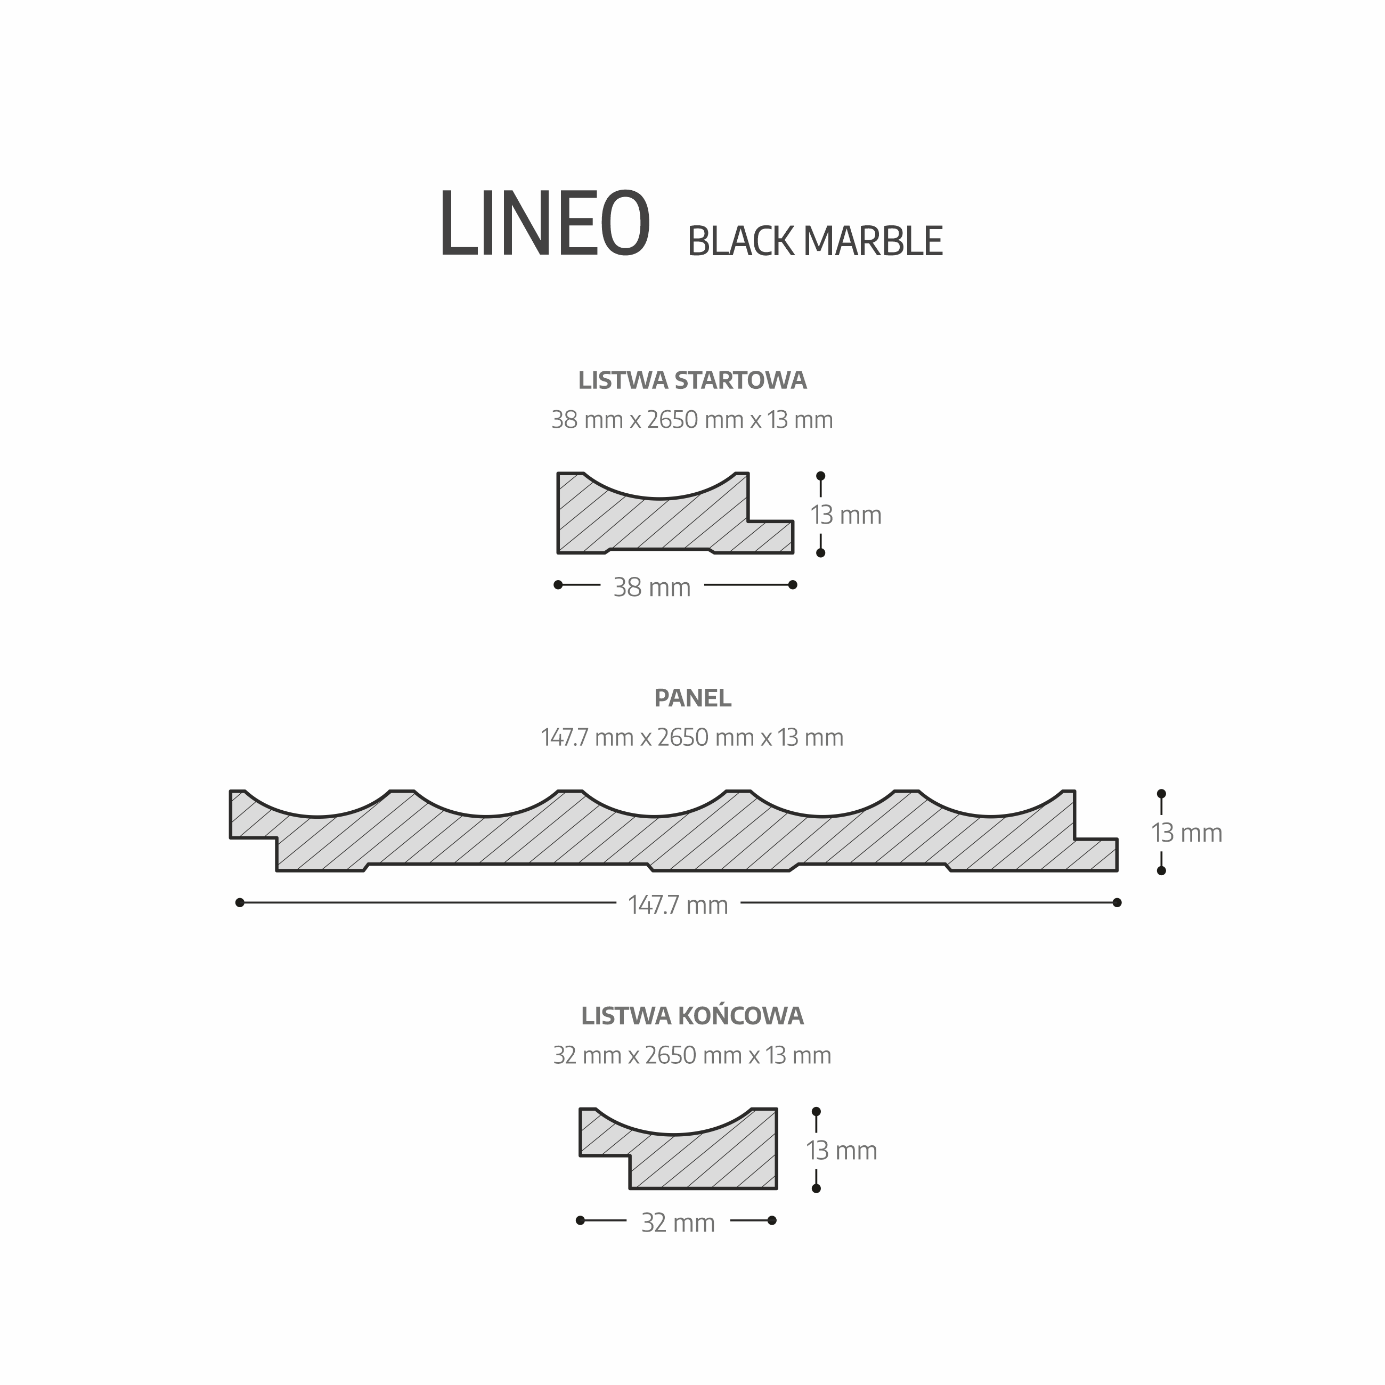 LINEO BLACK MARBLE
LISTWA STARTOWA
38 mm x 2650 mm x 13 mm
13 mm
38 mm
PANEL
147.7 mm x 2650 mm x 13 mm
13 mm
147.7 mm
LISTWA KOŃCOWA
32 mm x 2650 mm x 13 mm
13 mm
32 mm